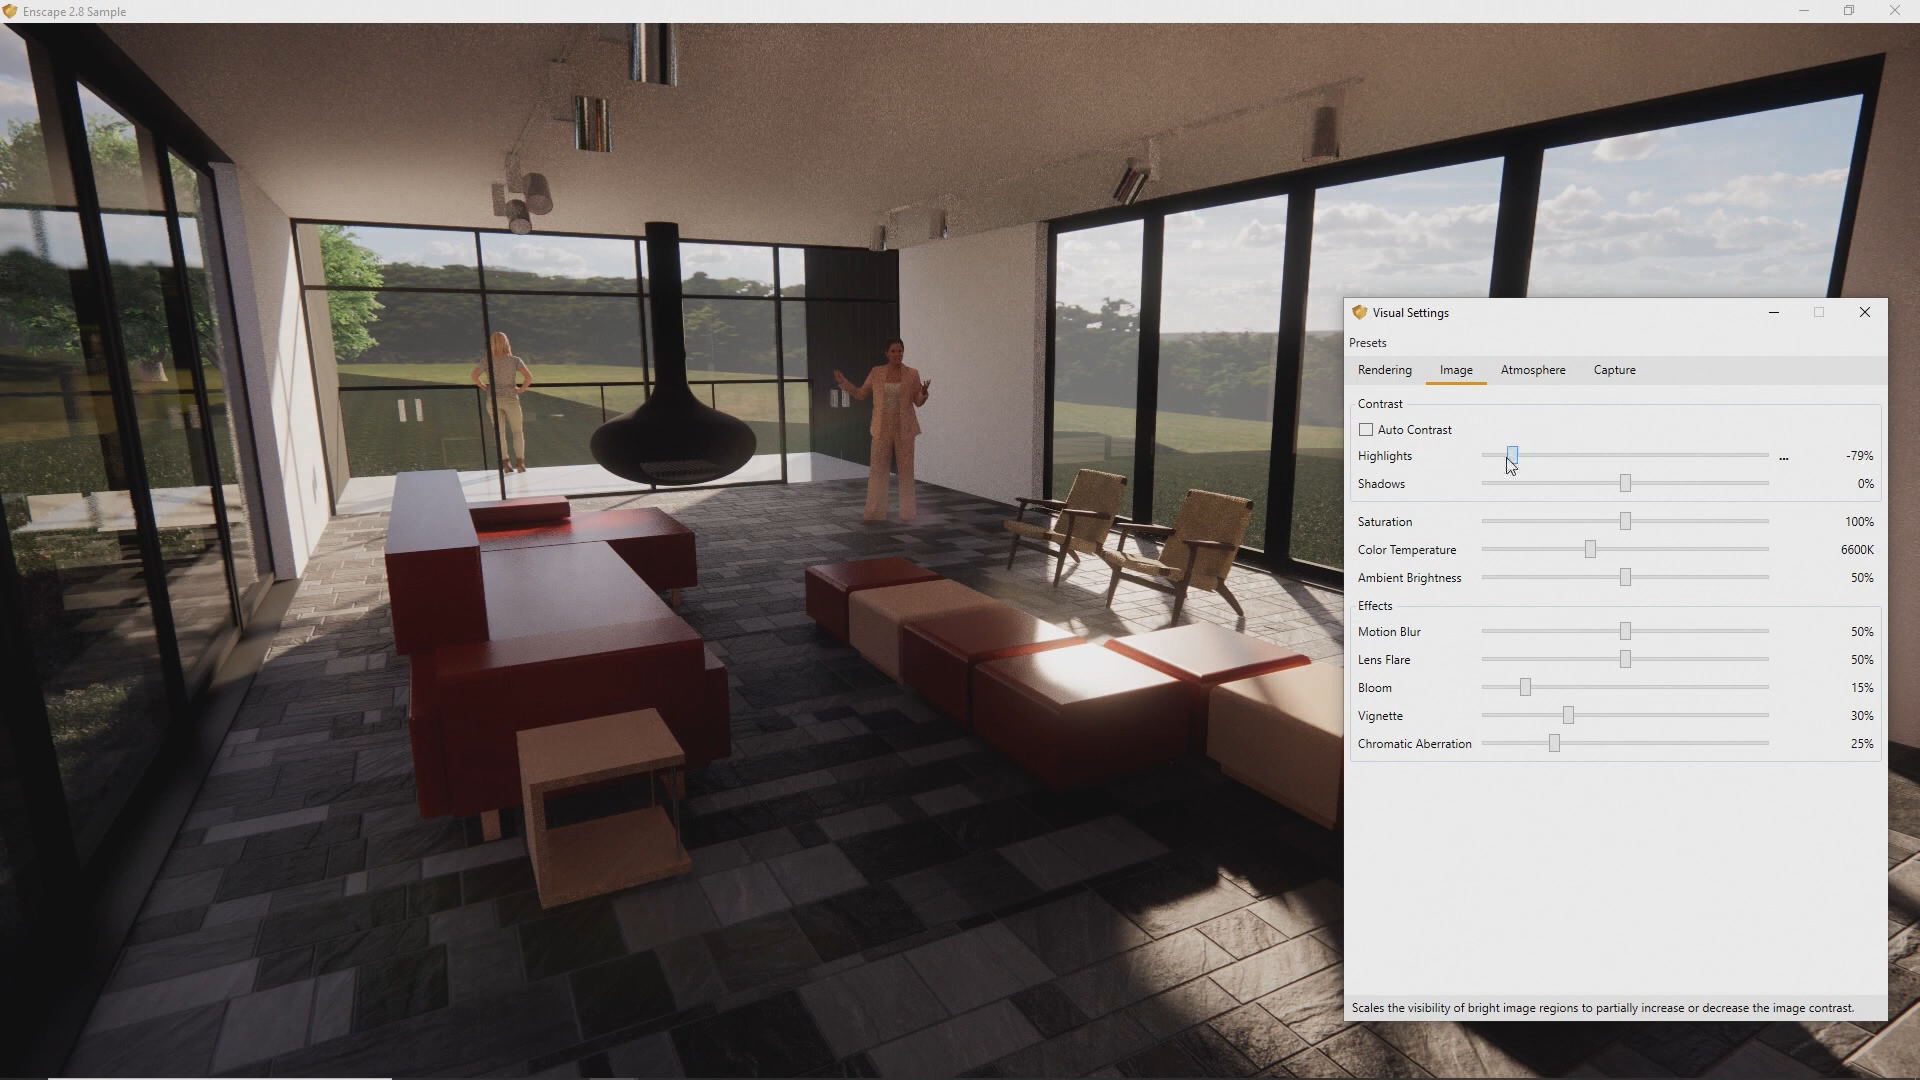 Enscape 2.8 Sample
Visual Settings
Presets
Rendering Image Atmosphere Capture
Contrast
Auto Contrast
Highlights ... -79%
Shadows 0%
Saturation 100%
Color Temperature 6600K
Ambient Brightness 50%
Effects
Motion Blur 50%
Lens Flare 50%
Bloom 15%
Vignette 30%
Chromatic Aberration 25%
Scales the visibility of bright image regions to partially increase or decrease the image contrast.